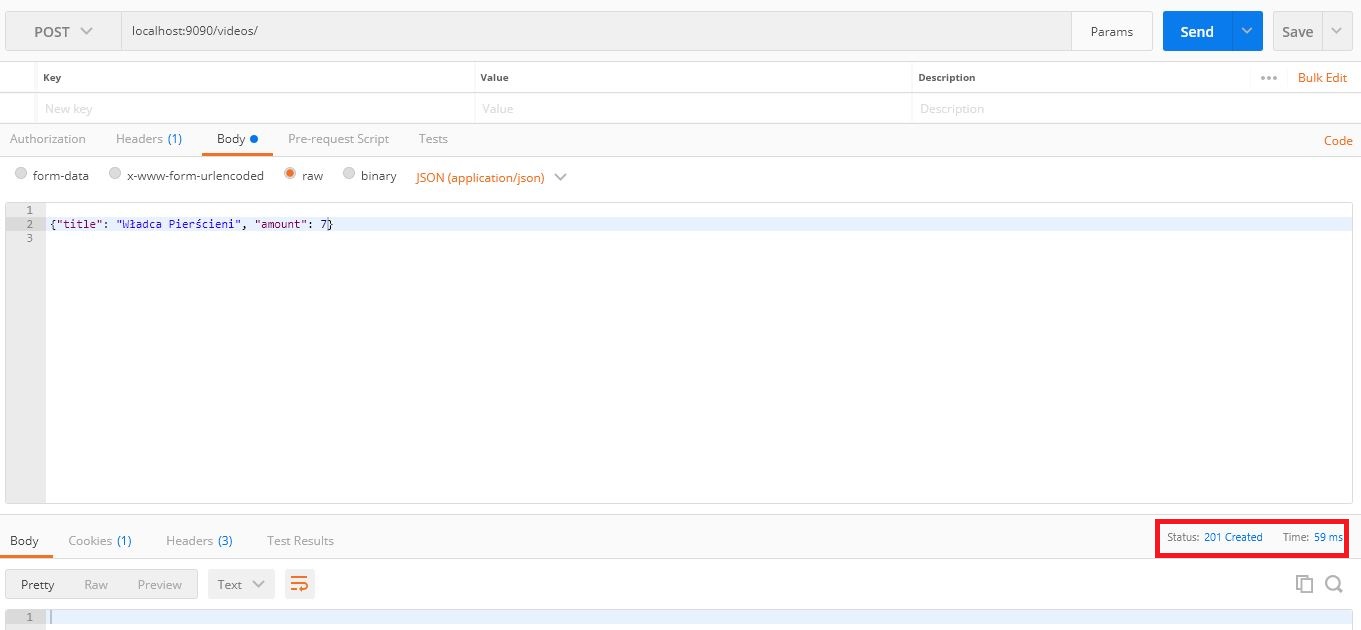 POST localhost:9090/videos/ Params Send Save
Key Value Description ••• Bulk Edit
New key Value Description
Authorization Headers (1) Body Pre-request Script Tests Code
form-data x-www-form-urlencoded raw binary JSON (application/json)
1
2 {"title": "Władca Pierścieni", "amount": 7}
3
Body Cookies (1) Headers (3) Test Results Status: 201 Created Time: 59 ms
Pretty Raw Preview Text
1